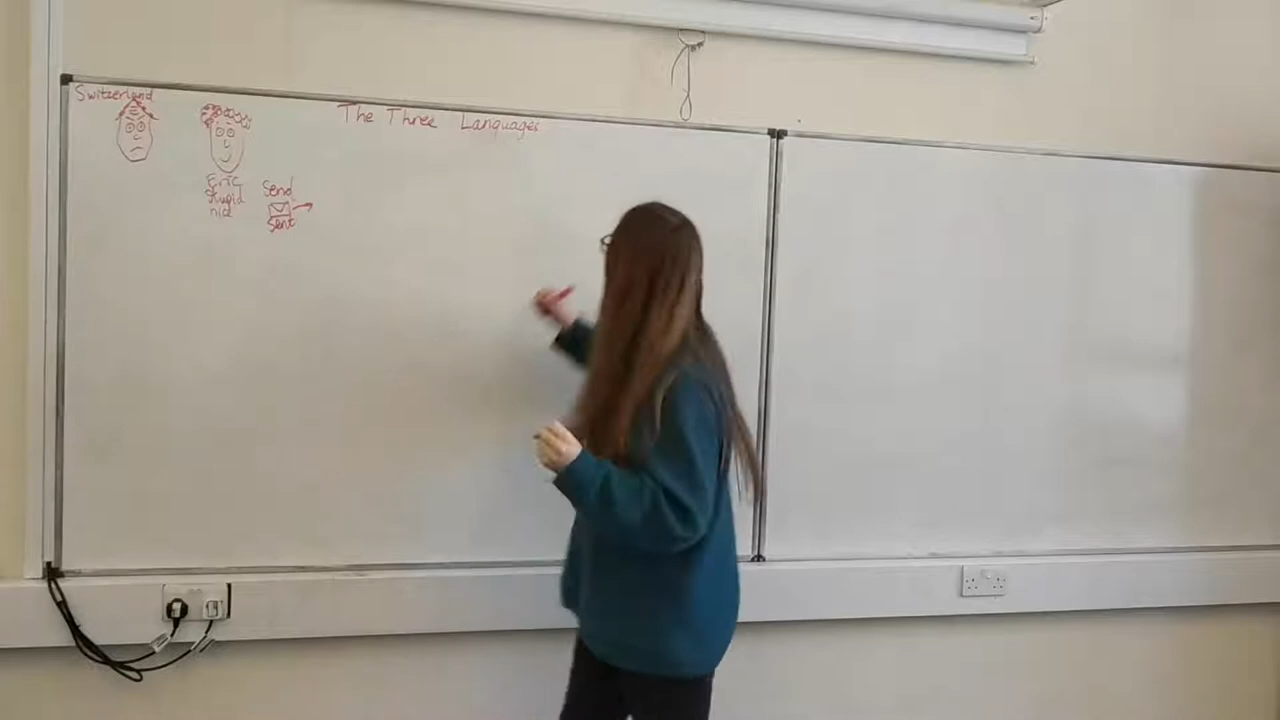 Switzerland
The Three Languages
Eric
stupid
nice
Send
Sent